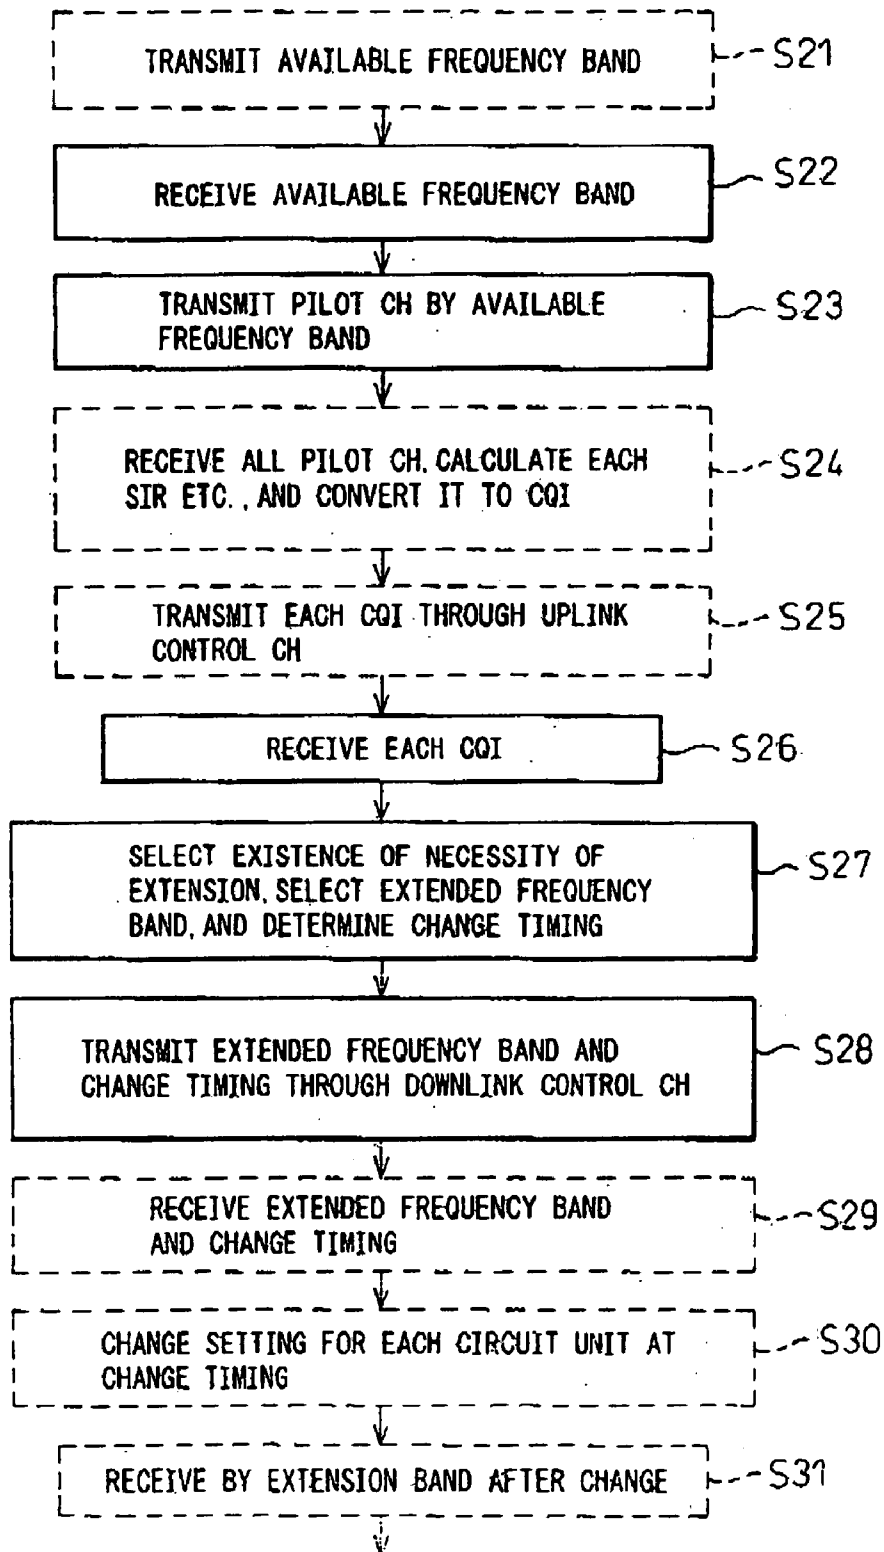 TRANSMIT AVAILABLE FREQUENCY BAND
S21
RECEIVE AVAILABLE FREQUENCY BAND
S22
TRANSMIT PILOT CH BY AVAILABLE
FREQUENCY BAND
S23
RECEIVE ALL PILOT CH, CALCULATE EACH
SIR ETC., AND CONVERT IT TO CQI
S24
TRANSMIT EACH CQI THROUGH UPLINK
CONTROL CH
S25
RECEIVE EACH CQI
S26
SELECT EXISTENCE OF NECESSITY OF
EXTENSION, SELECT EXTENDED FREQUENCY
BAND, AND DETERMINE CHANGE TIMING
S27
TRANSMIT EXTENDED FREQUENCY BAND AND
CHANGE TIMING THROUGH DOWNLINK CONTROL CH
S28
RECEIVE EXTENDED FREQUENCY BAND
AND CHANGE TIMING
S29
CHANGE SETTING FOR EACH CIRCUIT UNIT AT
CHANGE TIMING
S30
RECEIVE BY EXTENSION BAND AFTER CHANGE
S31